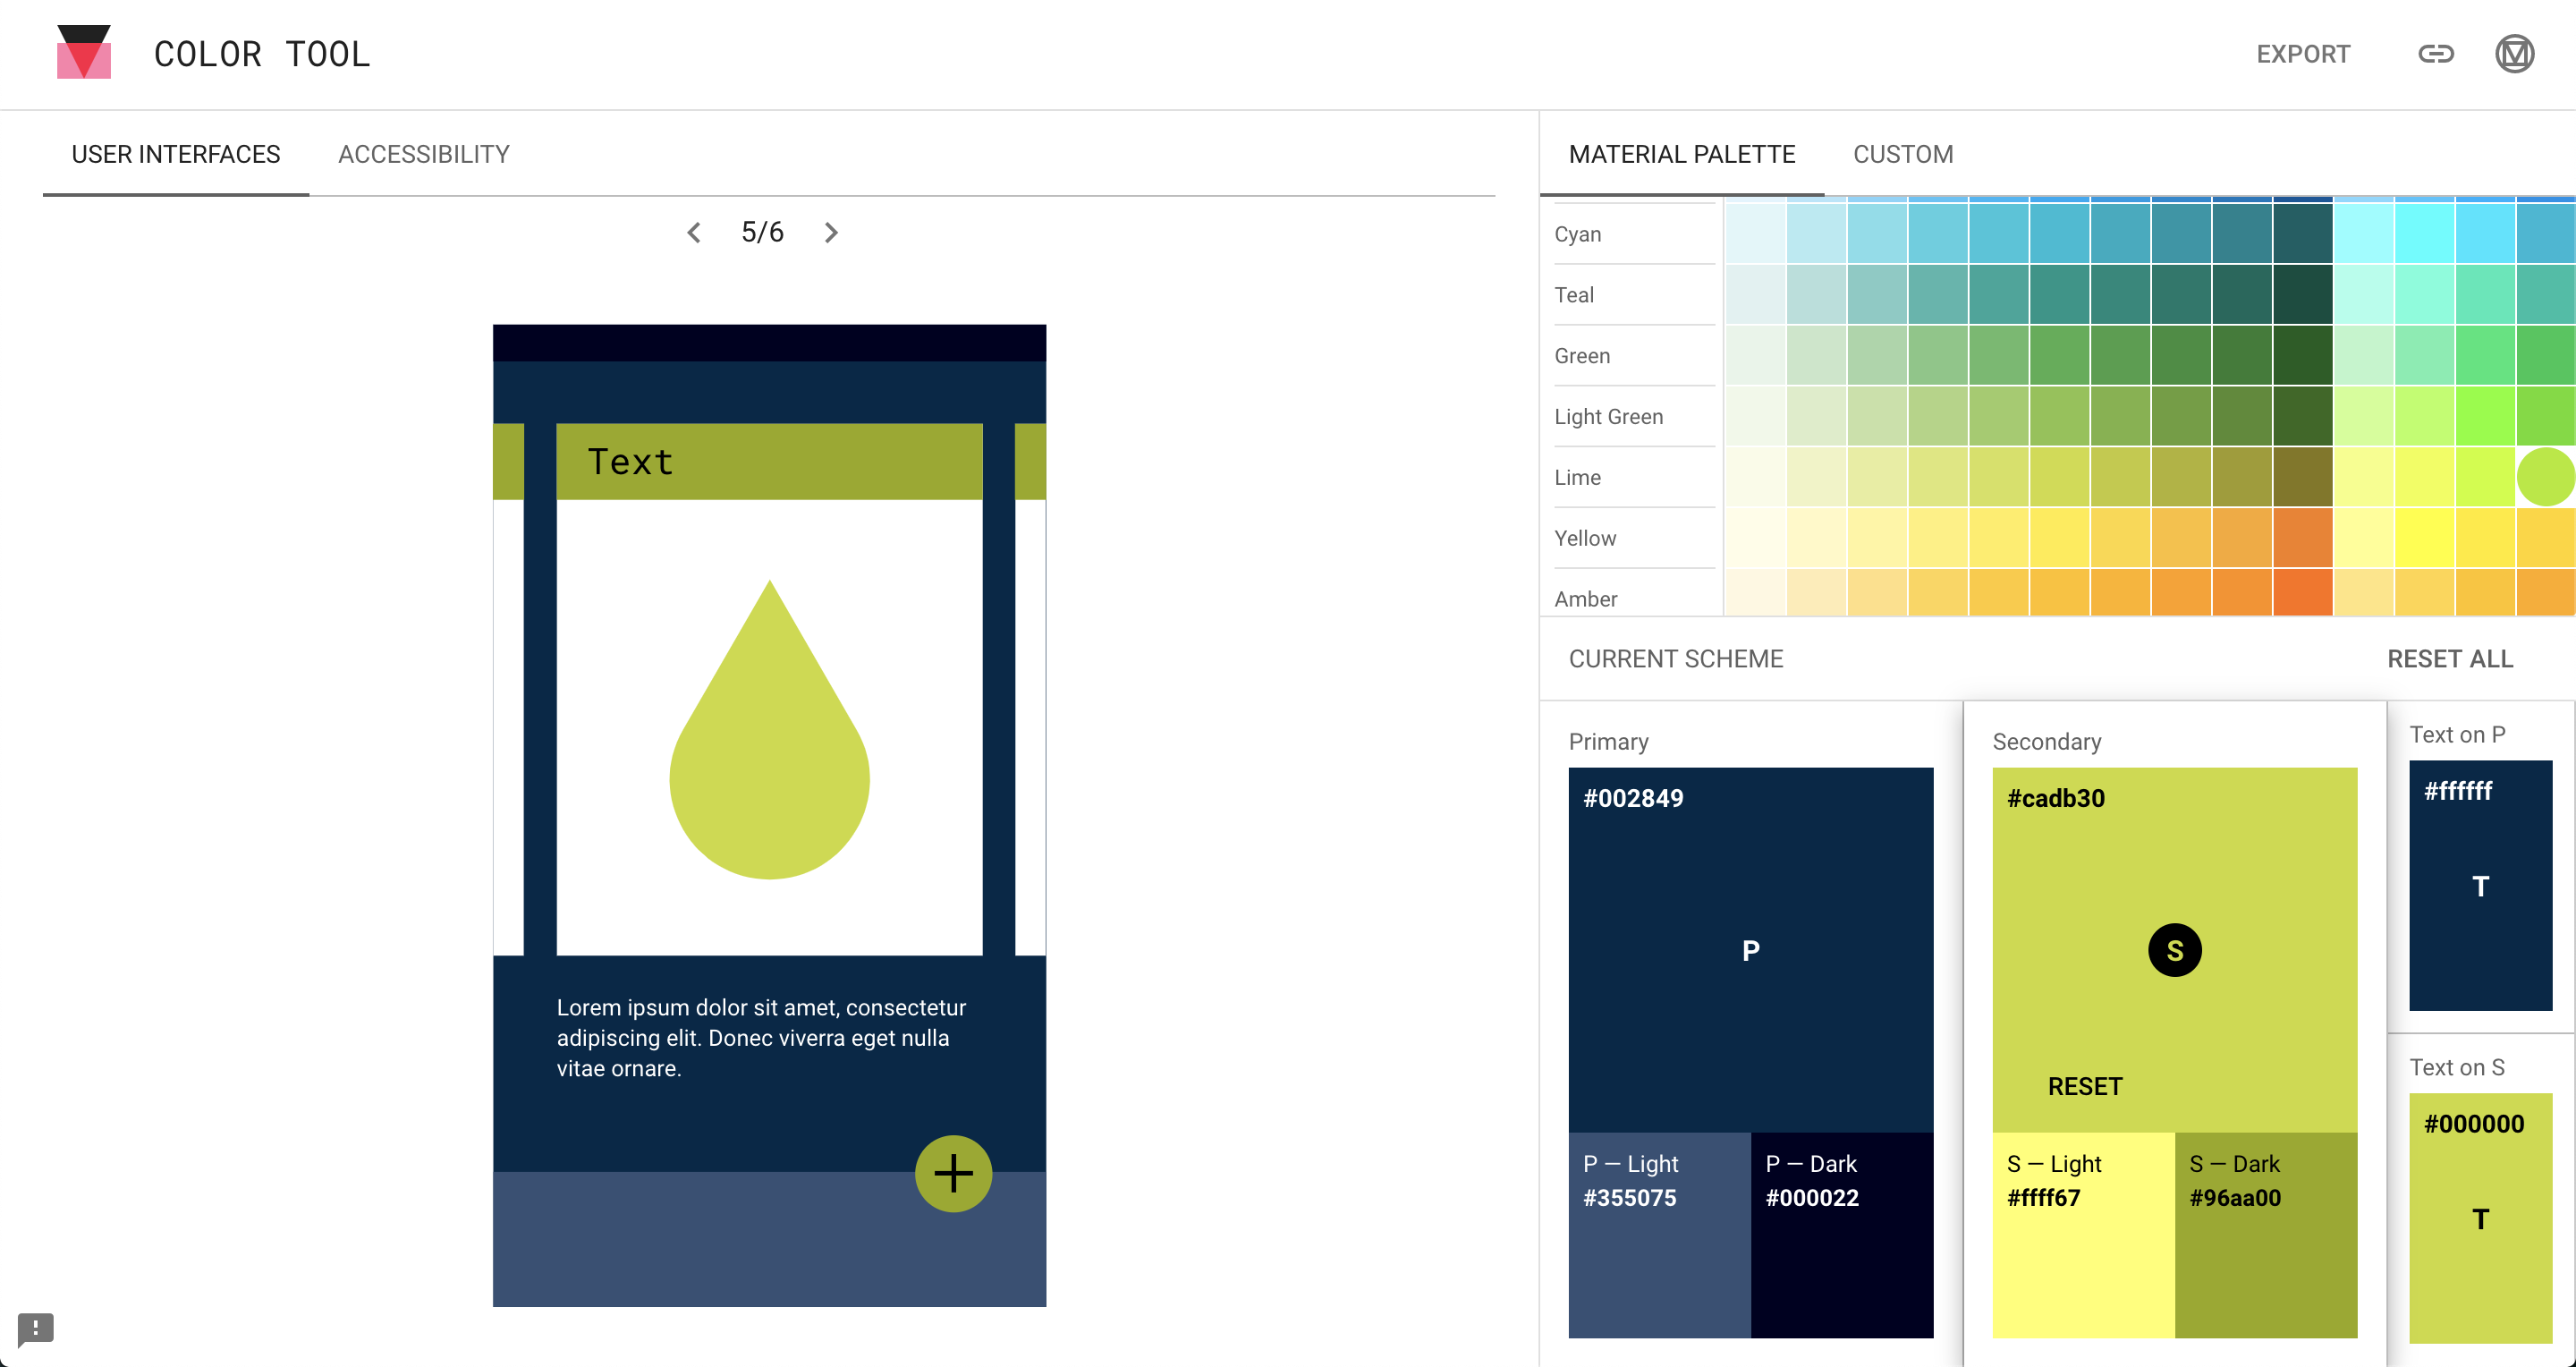 COLOR TOOL
EXPORT
USER INTERFACES
ACCESSIBILITY
5/6
Text
Lorem ipsum dolor sit amet, consectetur
adipiscing elit. Donec viverra eget nulla
vitae ornare.
MATERIAL PALETTE
CUSTOM
Cyan
Teal
Green
Light Green
Lime
Yellow
Amber
CURRENT SCHEME
RESET ALL
Primary
#002849
P
P — Light
#355075
P — Dark
#000022
Secondary
#cadb30
S
RESET
S — Light
#ffff67
S — Dark
#96aa00
Text on P
#ffffff
T
Text on S
#000000
T